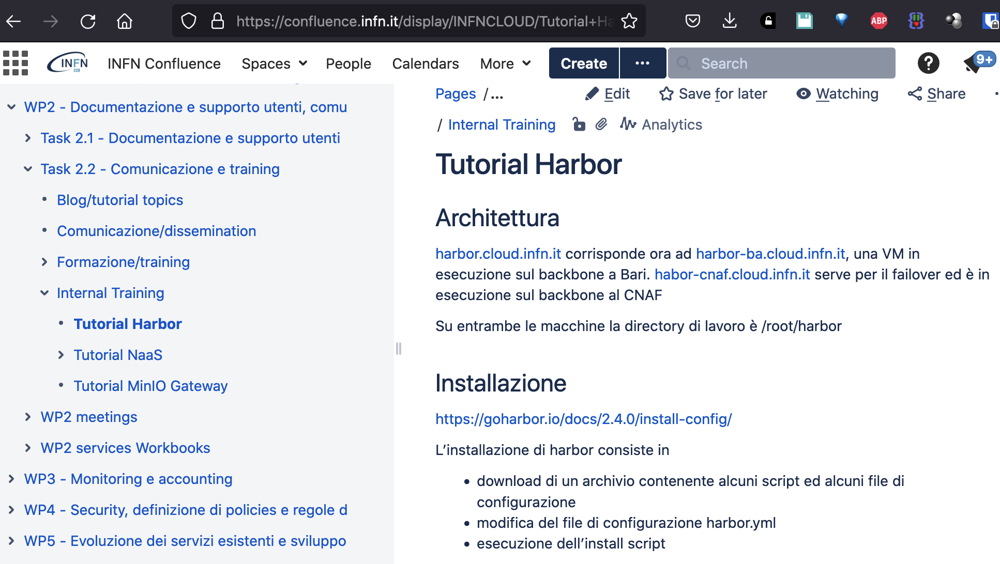 https://confluence.infn.it/display/INFNCLOUD/Tutorial+Ha
ABP
INFN
CCR
INFN Confluence
Spaces
People
Calendars
More
Create
Search
?
9+
WP2 - Documentazione e supporto utenti, comu
Task 2.1 - Documentazione e supporto utenti
Task 2.2 - Comunicazione e training
Blog/tutorial topics
Comunicazione/dissemination
Formazione/training
Internal Training
Tutorial Harbor
Tutorial NaaS
Tutorial MinIO Gateway
WP2 meetings
WP2 services Workbooks
WP3 - Monitoring e accounting
WP4 - Security, definizione di policies e regole d
WP5 - Evoluzione dei servizi esistenti e sviluppo
Pages / ...
Edit
Save for later
Watching
Share
/ Internal Training
Analytics
Tutorial Harbor
Architettura
harbor.cloud.infn.it corrisponde ora ad harbor-ba.cloud.infn.it, una VM in
esecuzione sul backbone a Bari. habor-cnaf.cloud.infn.it serve per il failover ed è in
esecuzione sul backbone al CNAF
Su entrambe le macchine la directory di lavoro è /root/harbor
Installazione
https://goharbor.io/docs/2.4.0/install-config/
L’installazione di harbor consiste in
• download di un archivio contenente alcuni script ed alcuni file di
configurazione
• modifica del file di configurazione harbor.yml
• esecuzione dell’install script